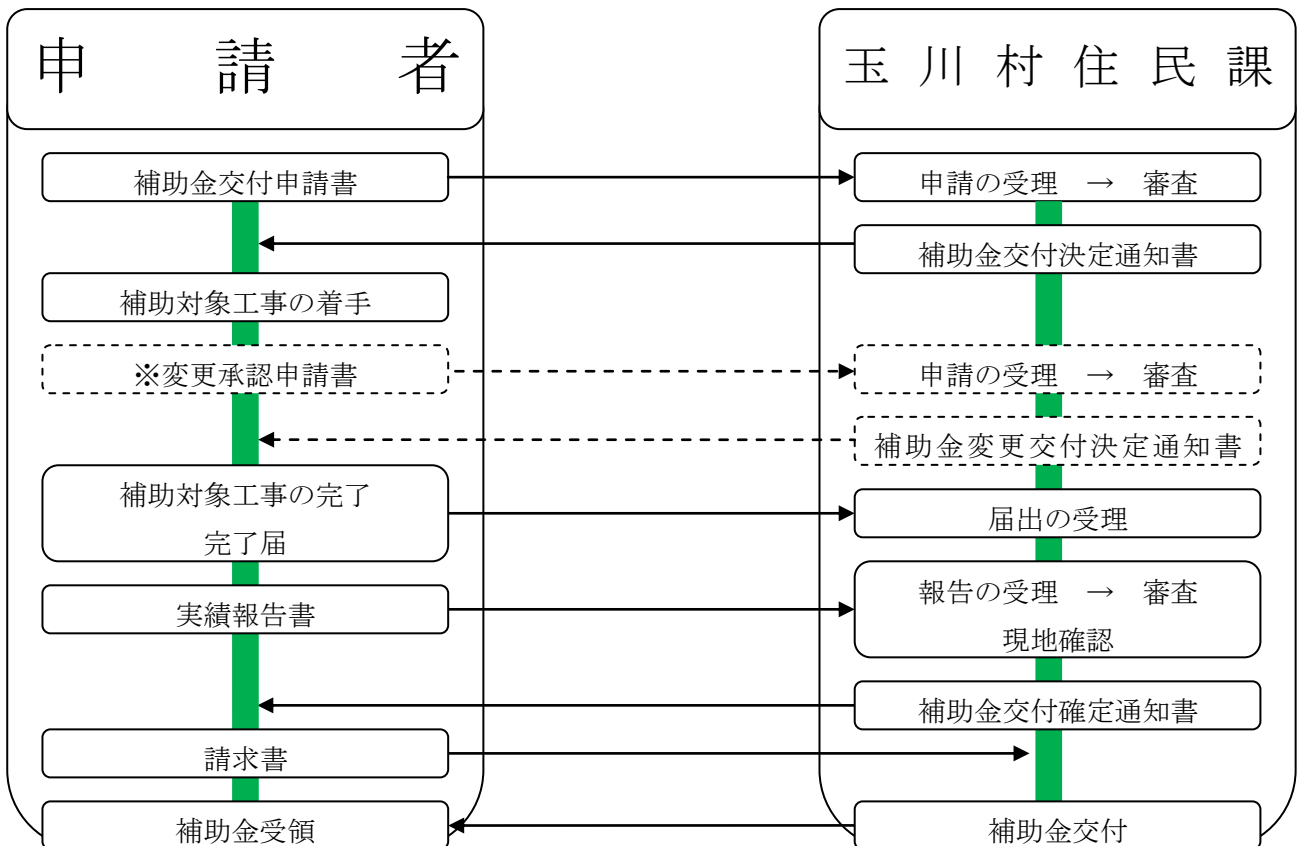 申請者
玉川村住民課
補助金交付申請書
申請の受理 → 審査
補助金交付決定通知書
補助対象工事の着手
※変更承認申請書
申請の受理 → 審査
補助金変更交付決定通知書
補助対象工事の完了
完了届
届出の受理
実績報告書
報告の受理 → 審査
現地確認
補助金交付確定通知書
請求書
補助金受領
補助金交付